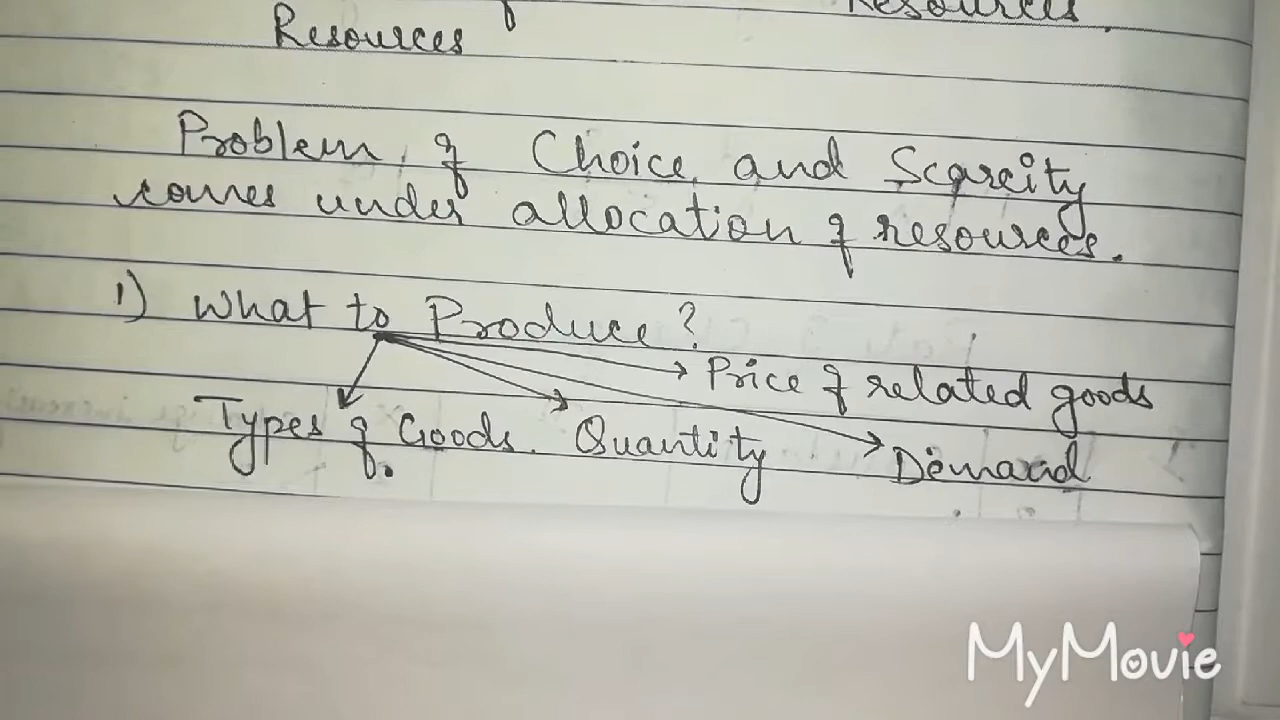 Resources.
Resources
Problem of Choice and Scarcity
comes under allocation of resources.
1) What to Produce?
Price of related goods
Types of Goods. Quantity
Demand
MyMovie